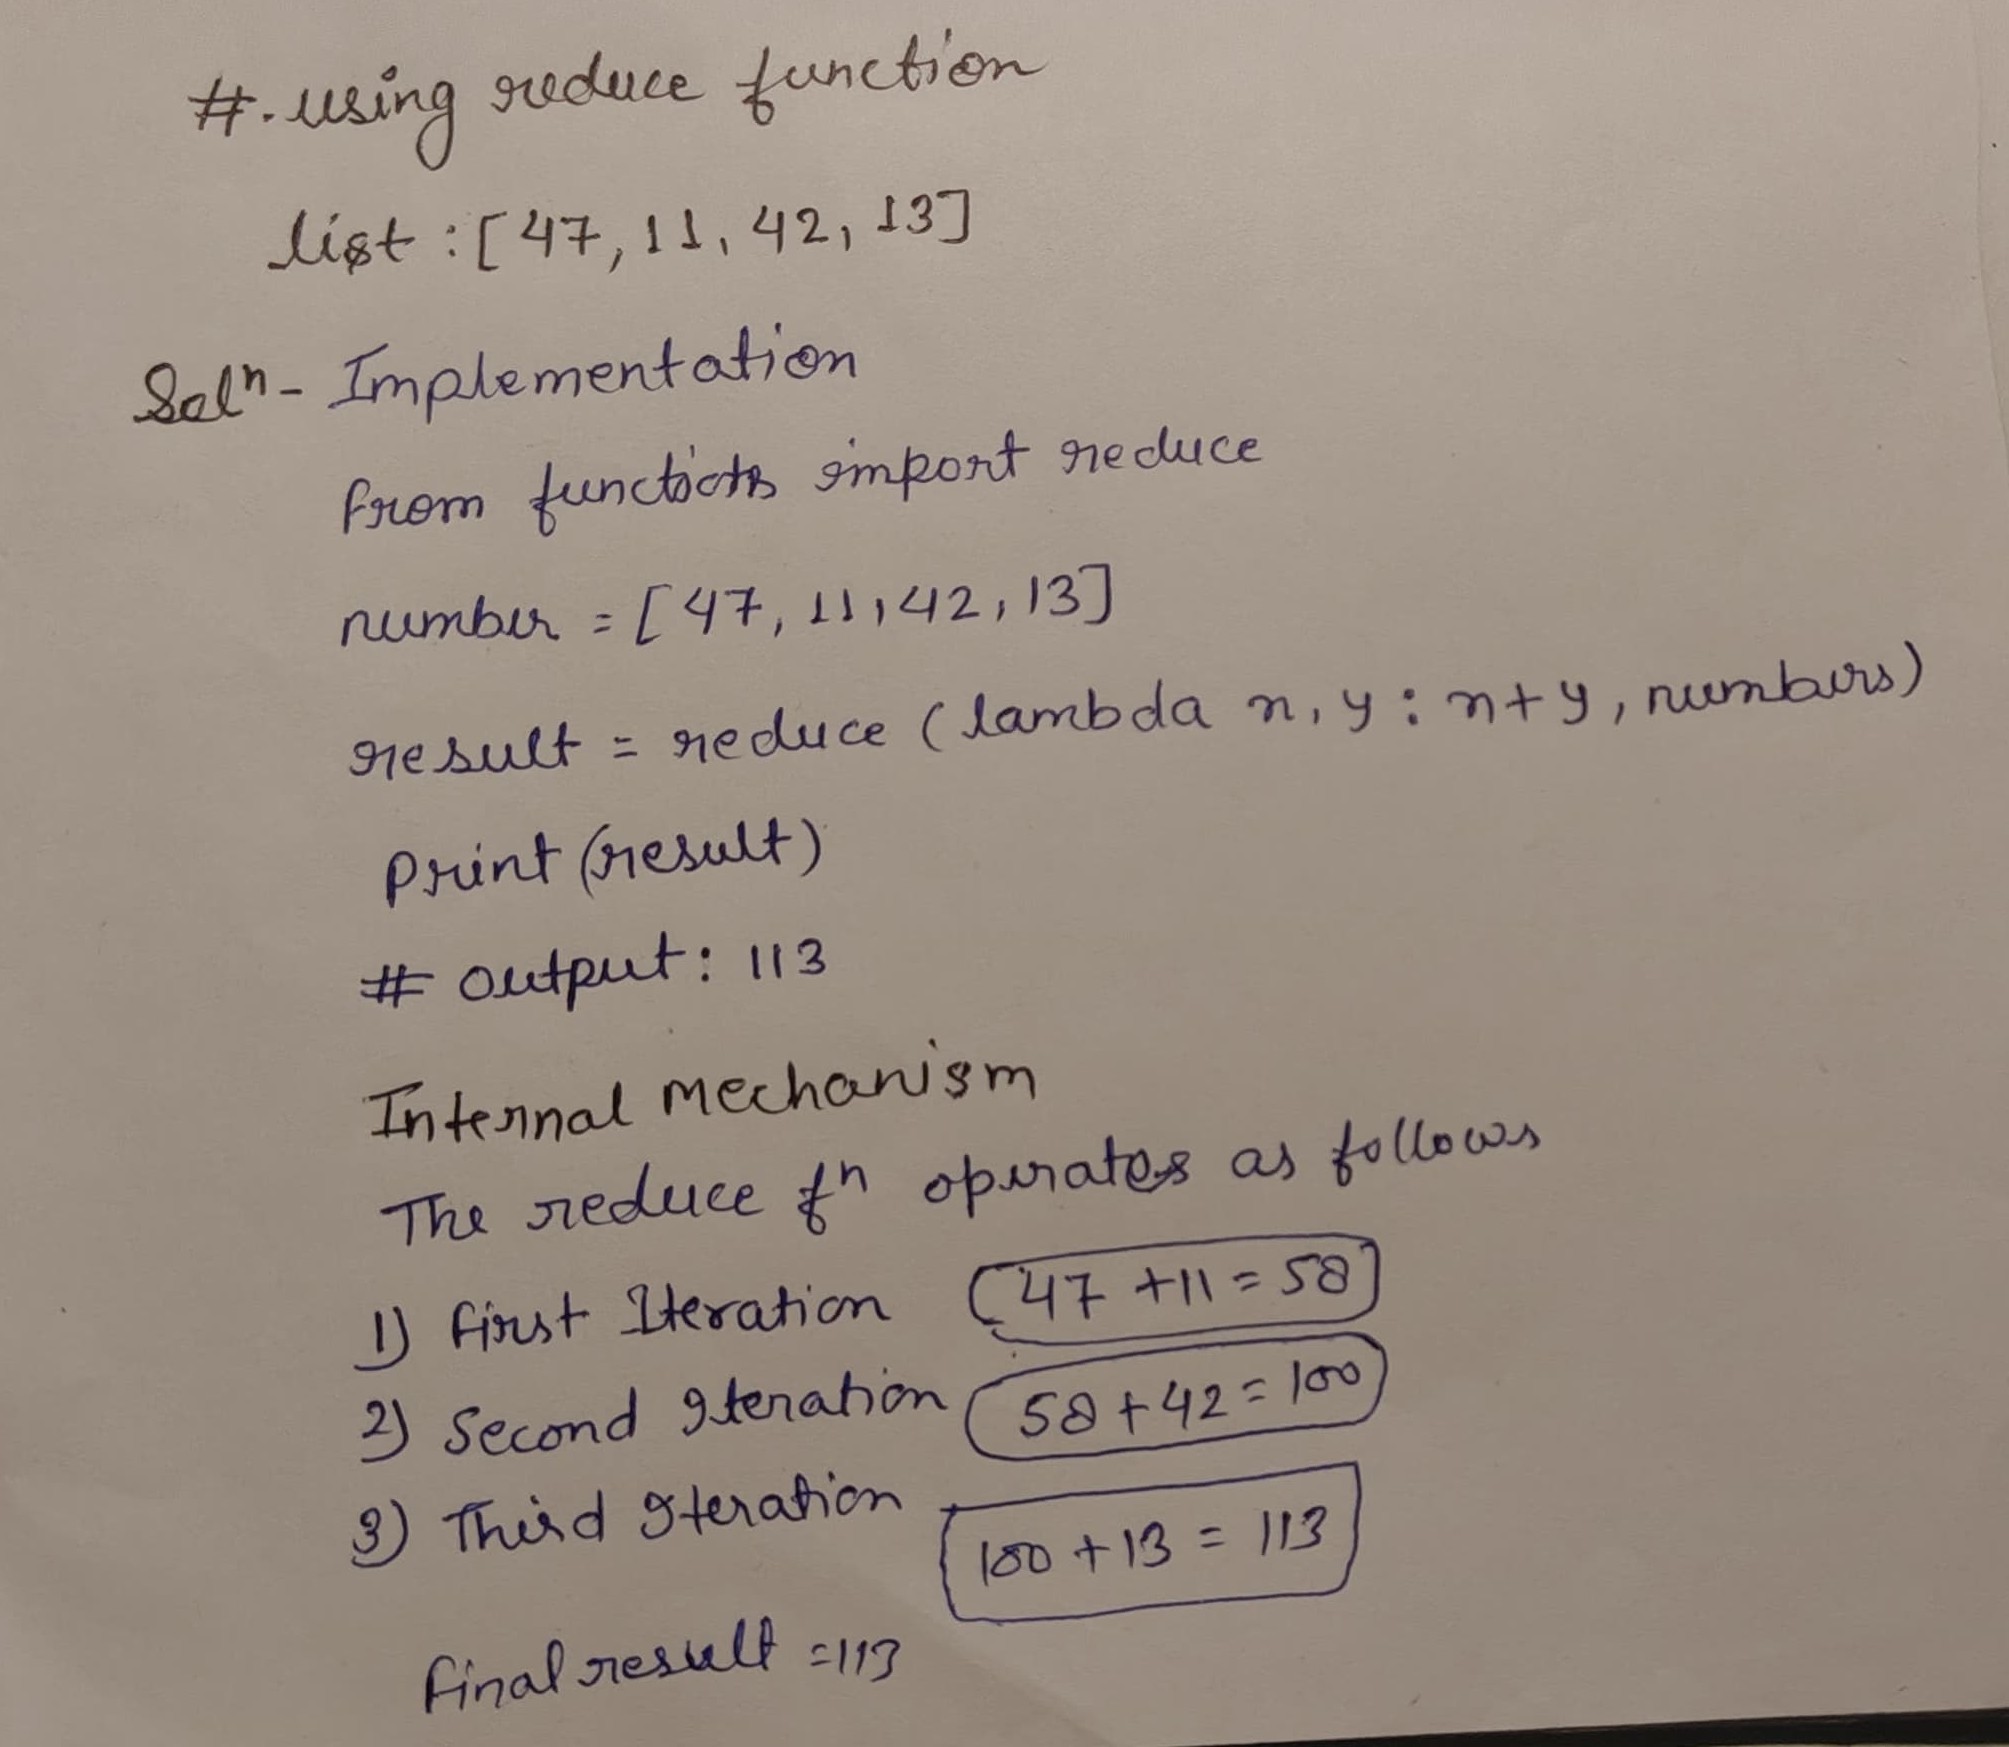 #. using reduce function
list : [47, 11, 42, 13]
Solⁿ - Implementation
from import reduce
number = [47, 11, 42, 13]
result = reduce (lambda n, y : n+y, numbers)
Print (result)
# output: 113
Internal mechanism
The reduce fⁿ operates as follows
1) First Iteration (47 +11 = 58)
2) Second Iteration 58 + 42 = 100
3) Third Iteration 100 + 13 = 113
final result = 113